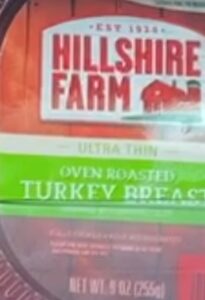 EST 1934
HILLSHIRE
FARM
ULTRA THIN
OVEN ROASTED
TURKEY BREAST
NET WT. 9 OZ (255g)